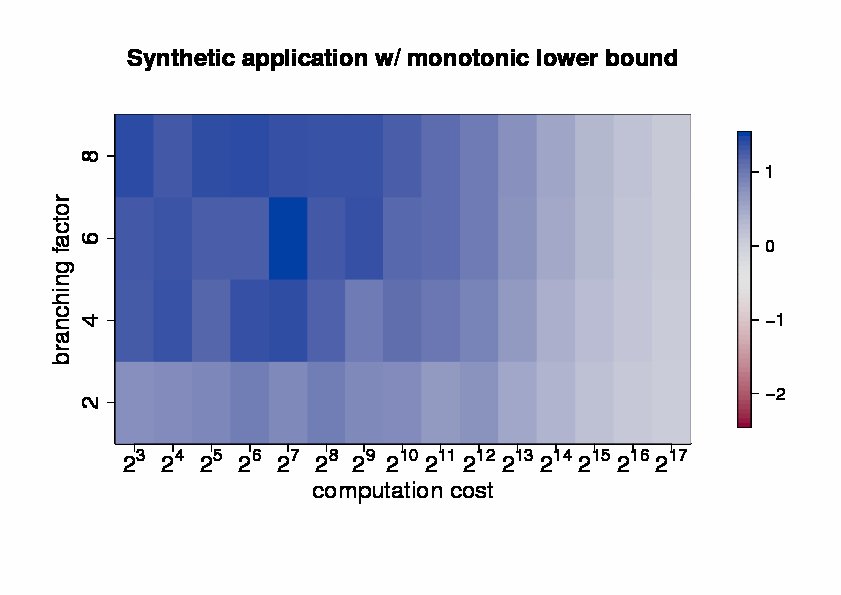 Synthetic application w/ monotonic lower bound
branching factor
8
6
4
2
2^3 2^4 2^5 2^6 2^7 2^8 2^9 2^10 2^11 2^12 2^13 2^14 2^15 2^16 2^17
computation cost
1
0
−1
−2